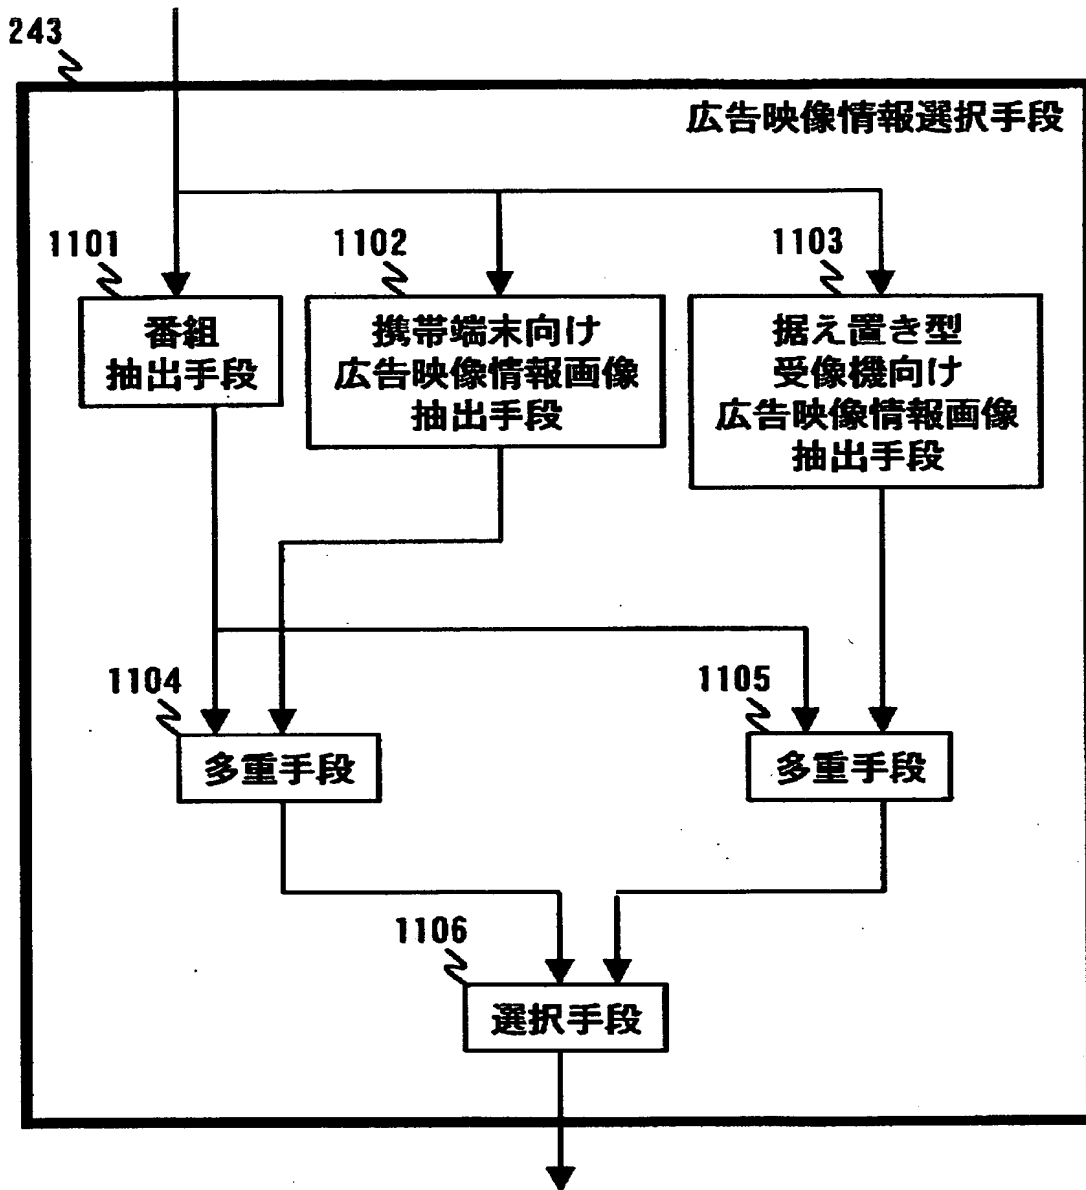 243
広告映像情報選択手段
1101
番組
抽出手段
1102
携帯端末向け
広告映像情報画像
抽出手段
1103
据え置き型
受像機向け
広告映像情報画像
抽出手段
1104
多重手段
1105
多重手段
1106
選択手段